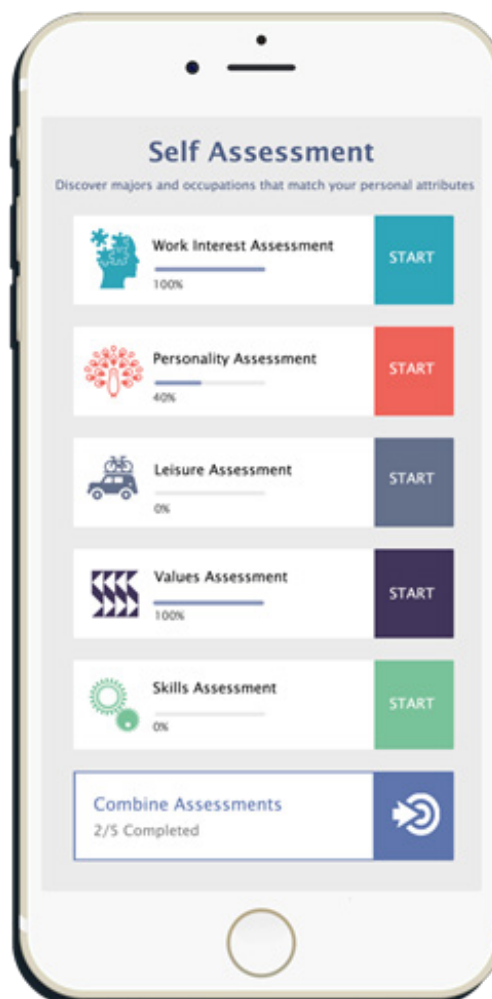 Self Assessment
Discover majors and occupations that match your personal attributes
Work Interest Assessment
START
100%
Personality Assessment
START
40%
Leisure Assessment
START
0%
Values Assessment
START
100%
Skills Assessment
START
0%
Combine Assessments
2/5 Completed